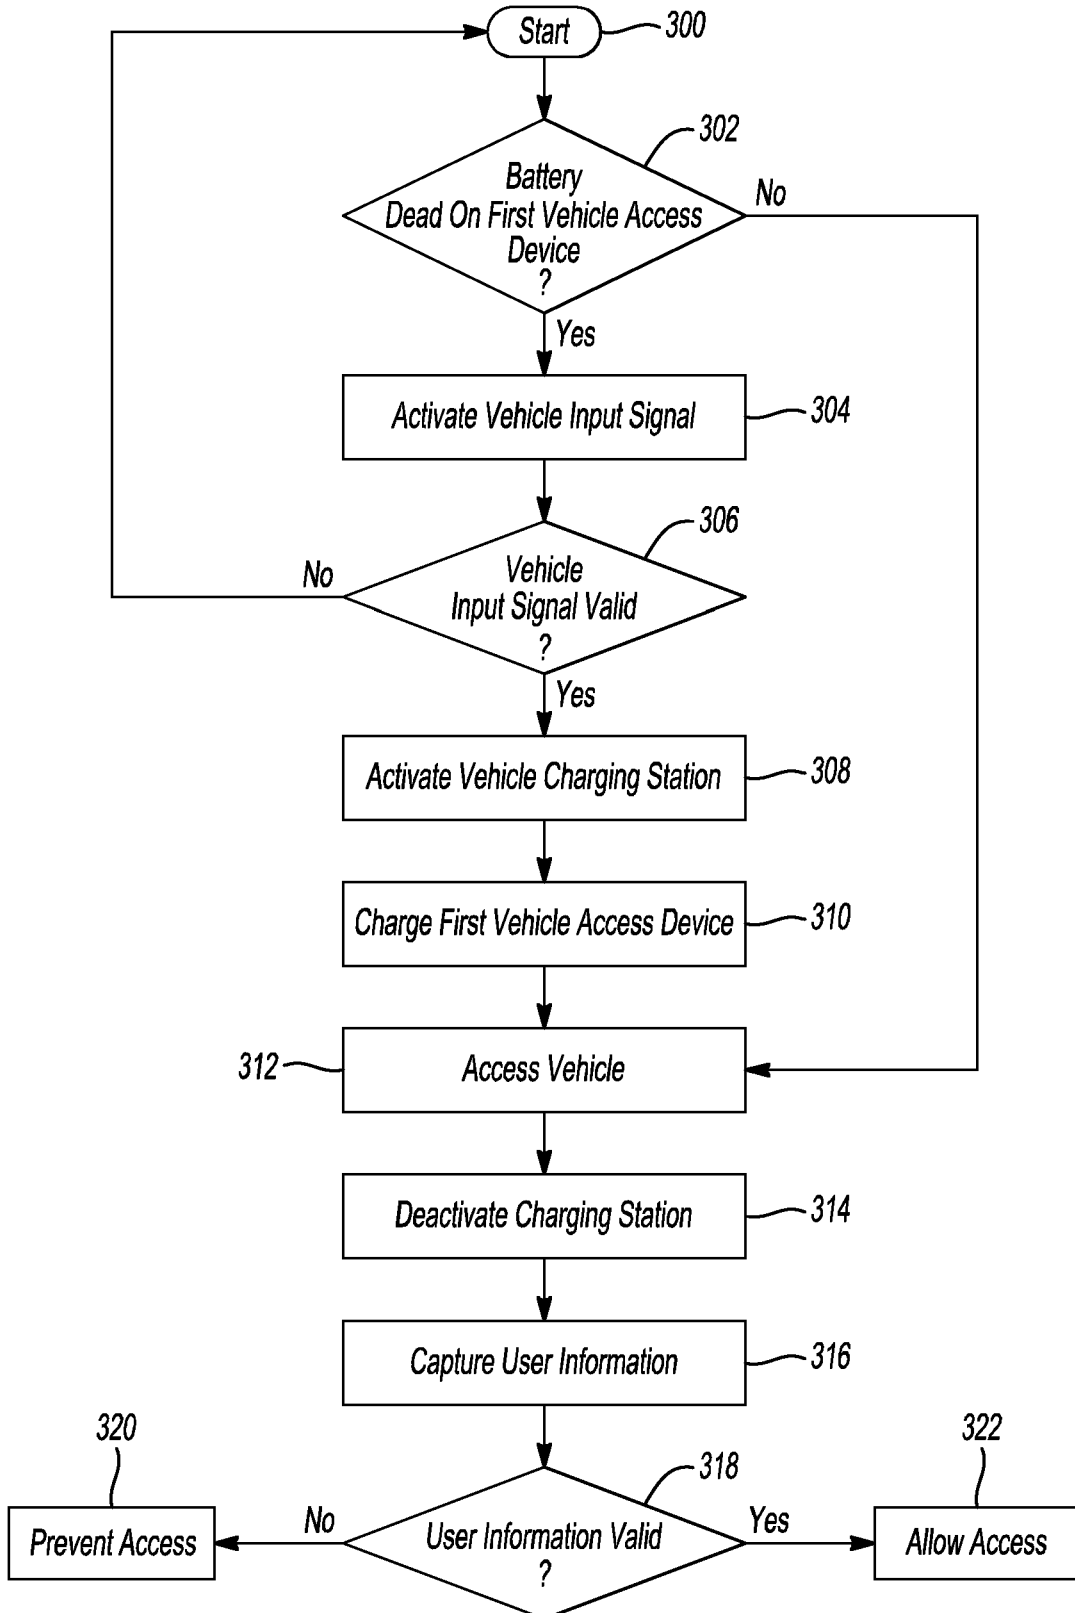 Start
300
302
Battery
Dead On First Vehicle Access
Device
?
No
Yes
Activate Vehicle Input Signal
304
306
Vehicle
Input Signal Valid
?
No
Yes
Activate Vehicle Charging Station
308
Charge First Vehicle Access Device
310
312
Access Vehicle
Deactivate Charging Station
314
Capture User Information
316
320
322
318
Prevent Access
No
User Information Valid
?
Yes
Allow Access